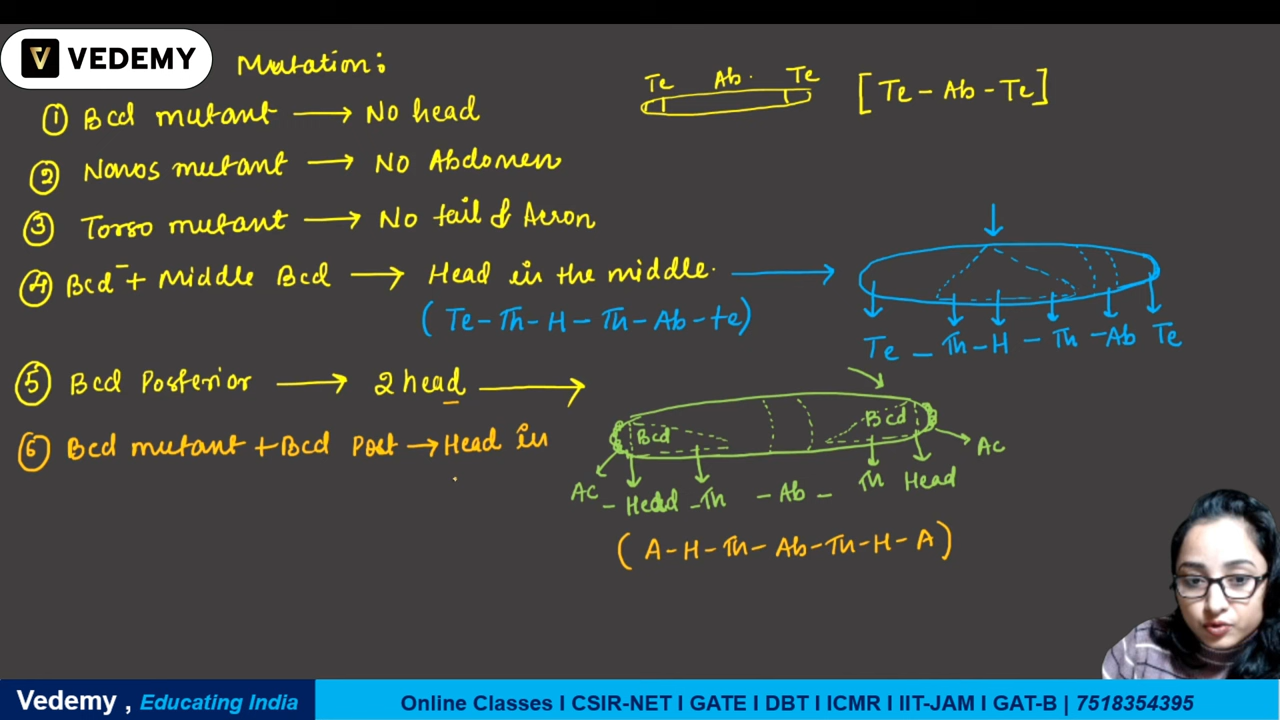 VEDEMY
Mutation:
① Bcd mutant → No head
② Nanos mutant → No Abdomen
③ Torso mutant → No tail & Acron
④ Bcd⁻ + Middle Bcd → Head in the middle. →
(Te-Th-H-Th-Ab-te)
⑤ Bcd Posterior → 2 head →
⑥ Bcd mutant + Bcd Post → Head in
Te Ab. Te
[Te-Ab-Te]
Te - Th - H - Th - Ab Te
Bcd Bcd
AC - Head - Th - Ab - Th Head AC
(A-H-Th-Ab-Th-H-A)
Vedemy , Educating India
Online Classes I CSIR-NET I GATE I DBT I ICMR I IIT-JAM I GAT-B | 7518354395